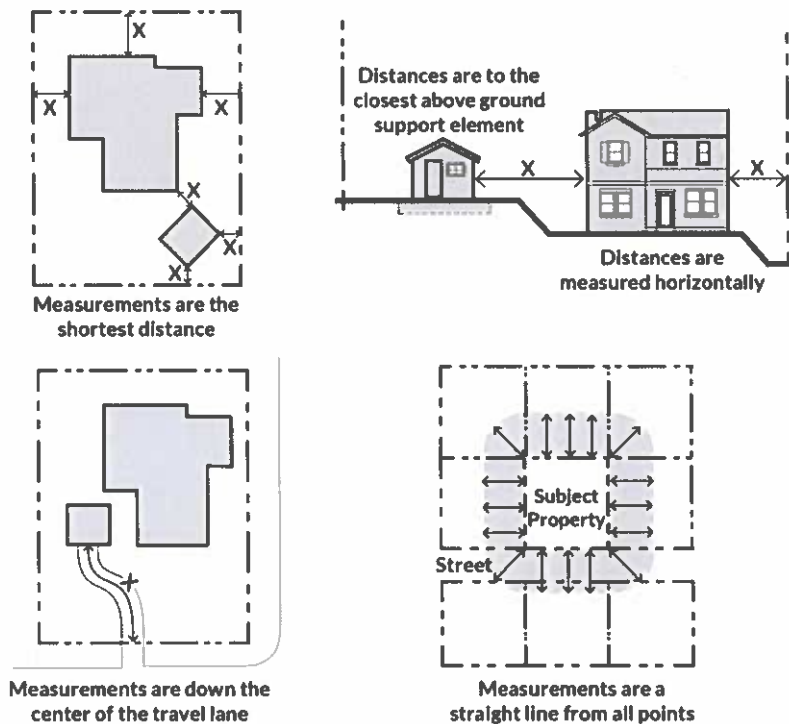 X
X
X
X
X
X
Measurements are the
shortest distance
Distances are to the
closest above ground
support element
X
X
Distances are
measured horizontally
X
Measurements are down the
center of the travel lane
Subject
Property
Street
Measurements are a
straight line from all points